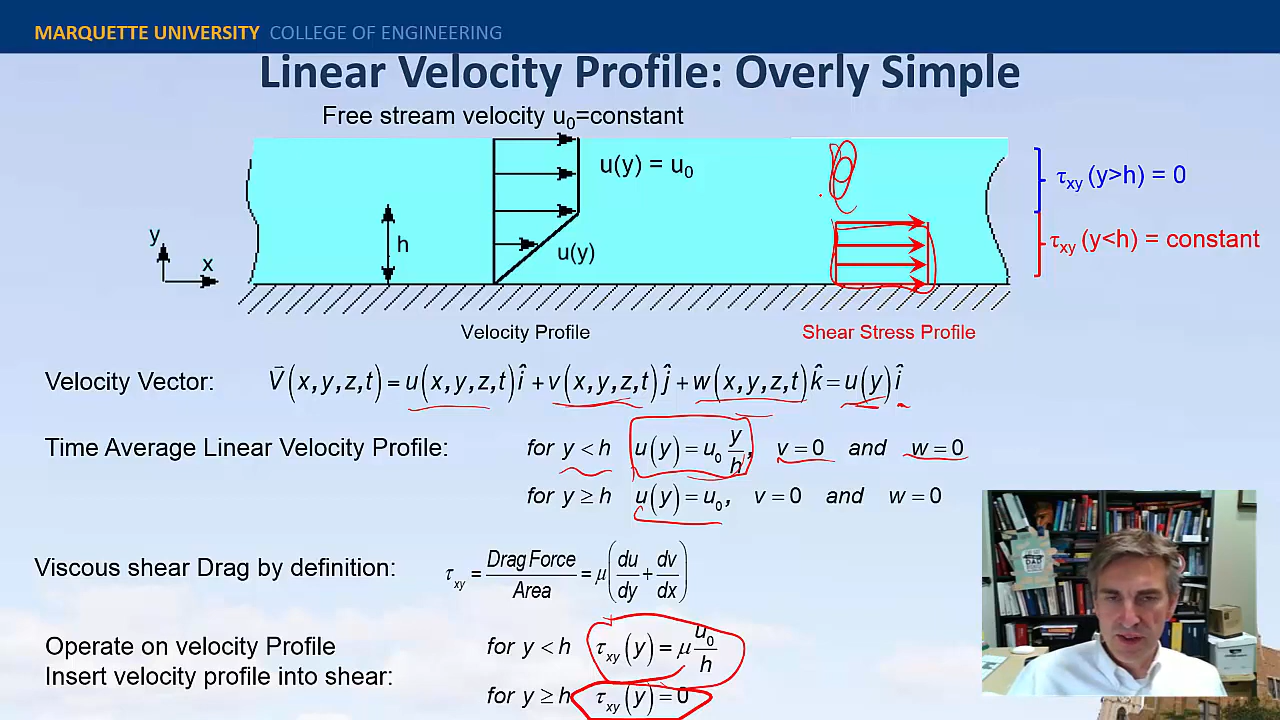 MARQUETTE UNIVERSITY COLLEGE OF ENGINEERING
Linear Velocity Profile: Overly Simple
Free stream velocity u₀=constant
u(y) = u₀
τxy (y>h) = 0
y
x
h
u(y)
τxy (y<h) = constant
0
Velocity Profile
Shear Stress Profile
Velocity Vector: V⃗(x,y,z,t) = u(x,y,z,t)î + v(x,y,z,t)ĵ + w(x,y,z,t)k̂ = u(y)î
Time Average Linear Velocity Profile: for y < h u(y) = u₀ y/h, v = 0 and w = 0
for y ≥ h u(y) = u₀, v = 0 and w = 0
Viscous shear Drag by definition: τxy = Drag Force/Area = μ(du/dy + dv/dx)
Operate on velocity Profile
Insert velocity profile into shear:
for y < h τxy(y) = μ u₀/h
for y ≥ h τxy(y) = 0
DAD